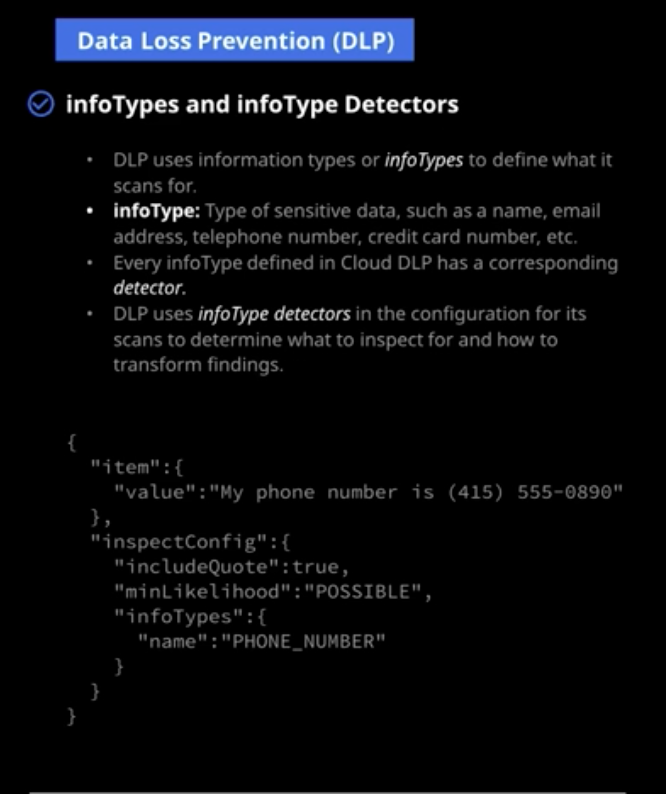 Data Loss Prevention (DLP)
infoTypes and infoType Detectors
• DLP uses information types or infoTypes to define what it
scans for.
• infoType: Type of sensitive data, such as a name, email
address, telephone number, credit card number, etc.
• Every infoType defined in Cloud DLP has a corresponding
detector.
• DLP uses infoType detectors in the configuration for its
scans to determine what to inspect for and how to
transform findings.
{
  "item":{
    "value":"My phone number is (415) 555-0890"
  },
  "inspectConfig":{
    "includeQuote":true,
    "minLikelihood":"POSSIBLE",
    "infoTypes":{
      "name":"PHONE_NUMBER"
    }
  }
}